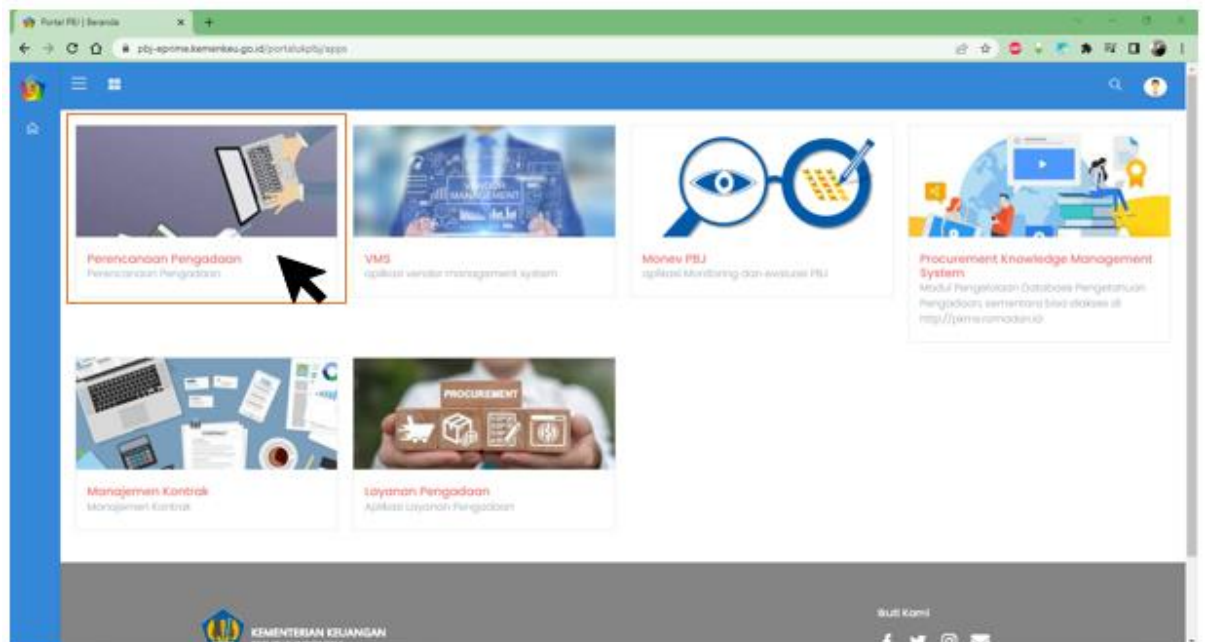 Portal PBJ | Beranda
pbj-eprime.kemenkeu.go.id/portalukpbj/apps
Perencanaan Pengadaan
Perencanaan Pengadaan
VENDOR
MANAGEMENT
VMS
aplikasi vendor management system
Monev PBJ
aplikasi Monitoring dan evaluasi PBJ
Procurement Knowledge Management
System
Modul Pengelolaan Database Pengetahuan
Pengadaan, sementara bisa diakses di
Manajemen Kontrak
Manajemen Kontrak
PROCUREMENT
Layanan Pengadaan
Aplikasi Layanan Pengadaan
KEMENTERIAN KEUANGAN
Ikuti Kami